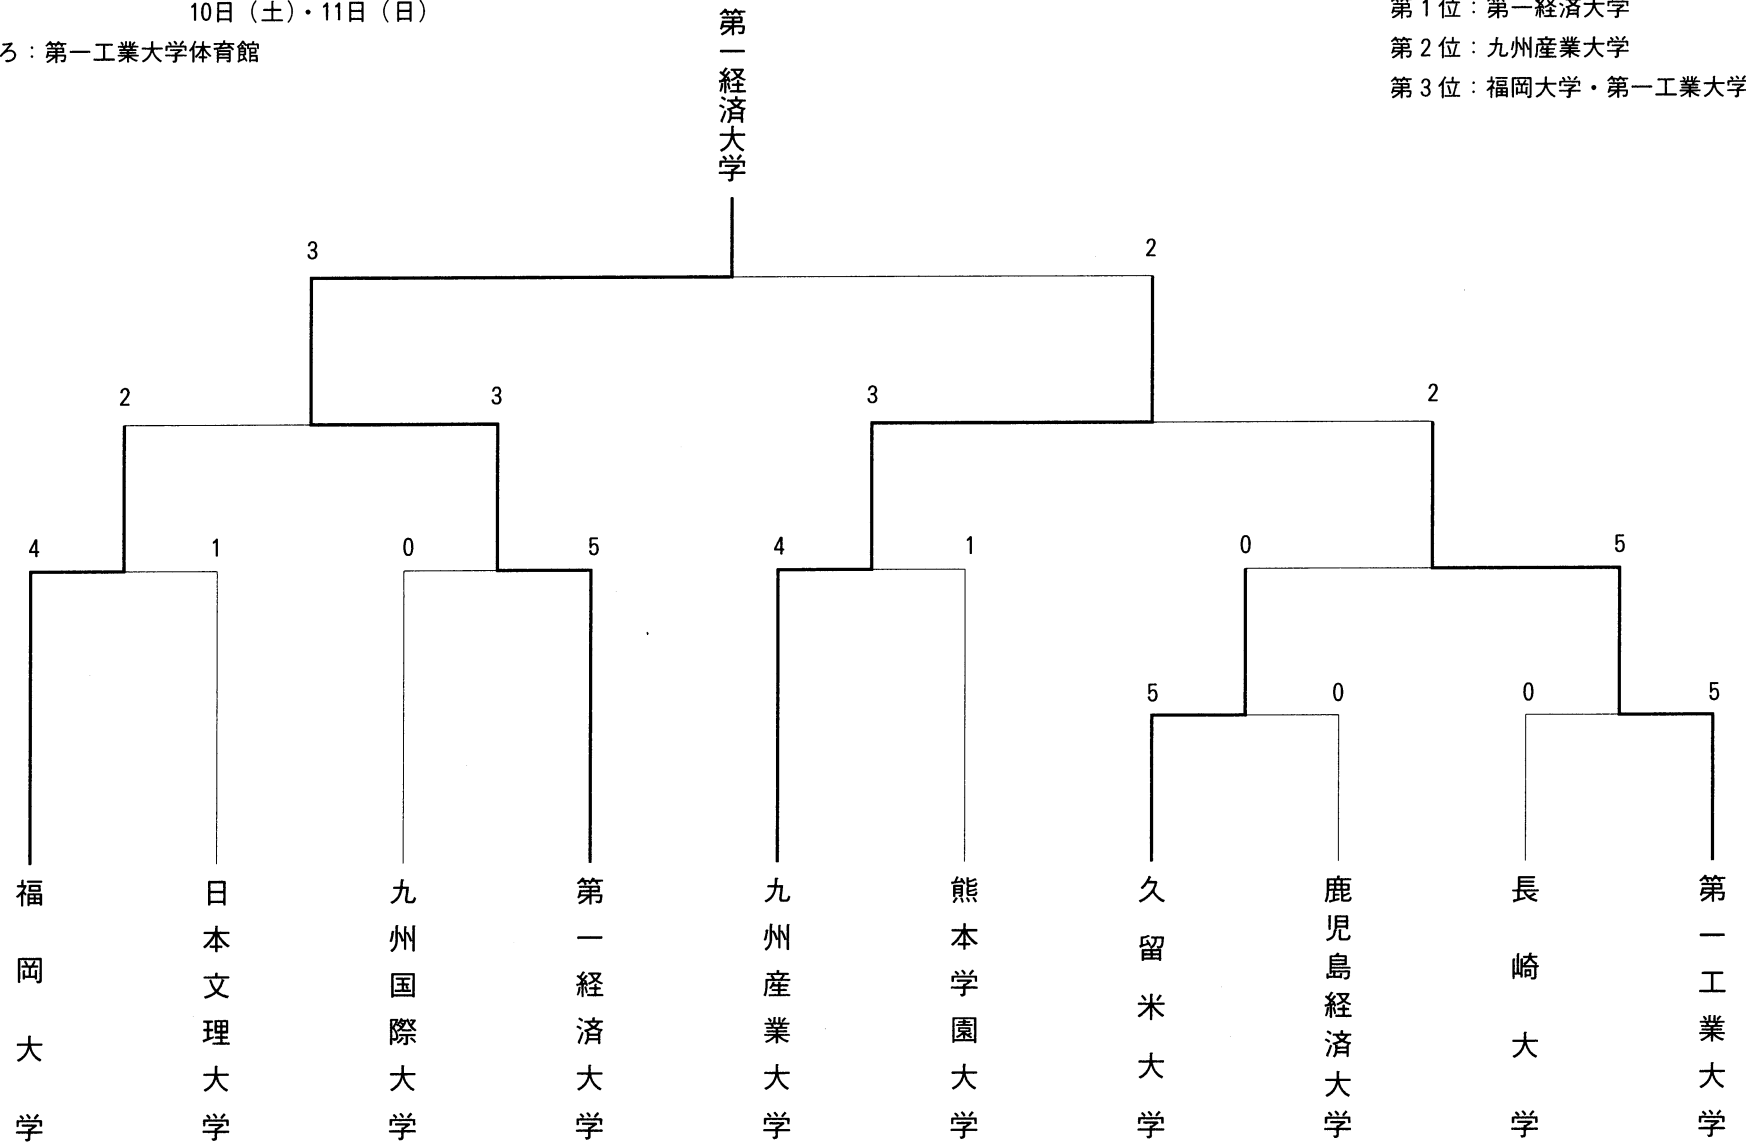 10日（土）・11日（日）
ろ：第一工業大学体育館
第１位：第一経済大学
第２位：九州産業大学
第３位：福岡大学・第一工業大学
第一経済大学
3
2
2
3
3
2
4
1
0
5
4
1
0
5
5
0
0
5
福岡大学
日本文理大学
九州国際大学
第一経済大学
九州産業大学
熊本学園大学
久留米大学
鹿児島経済大学
長崎大学
第一工業大学